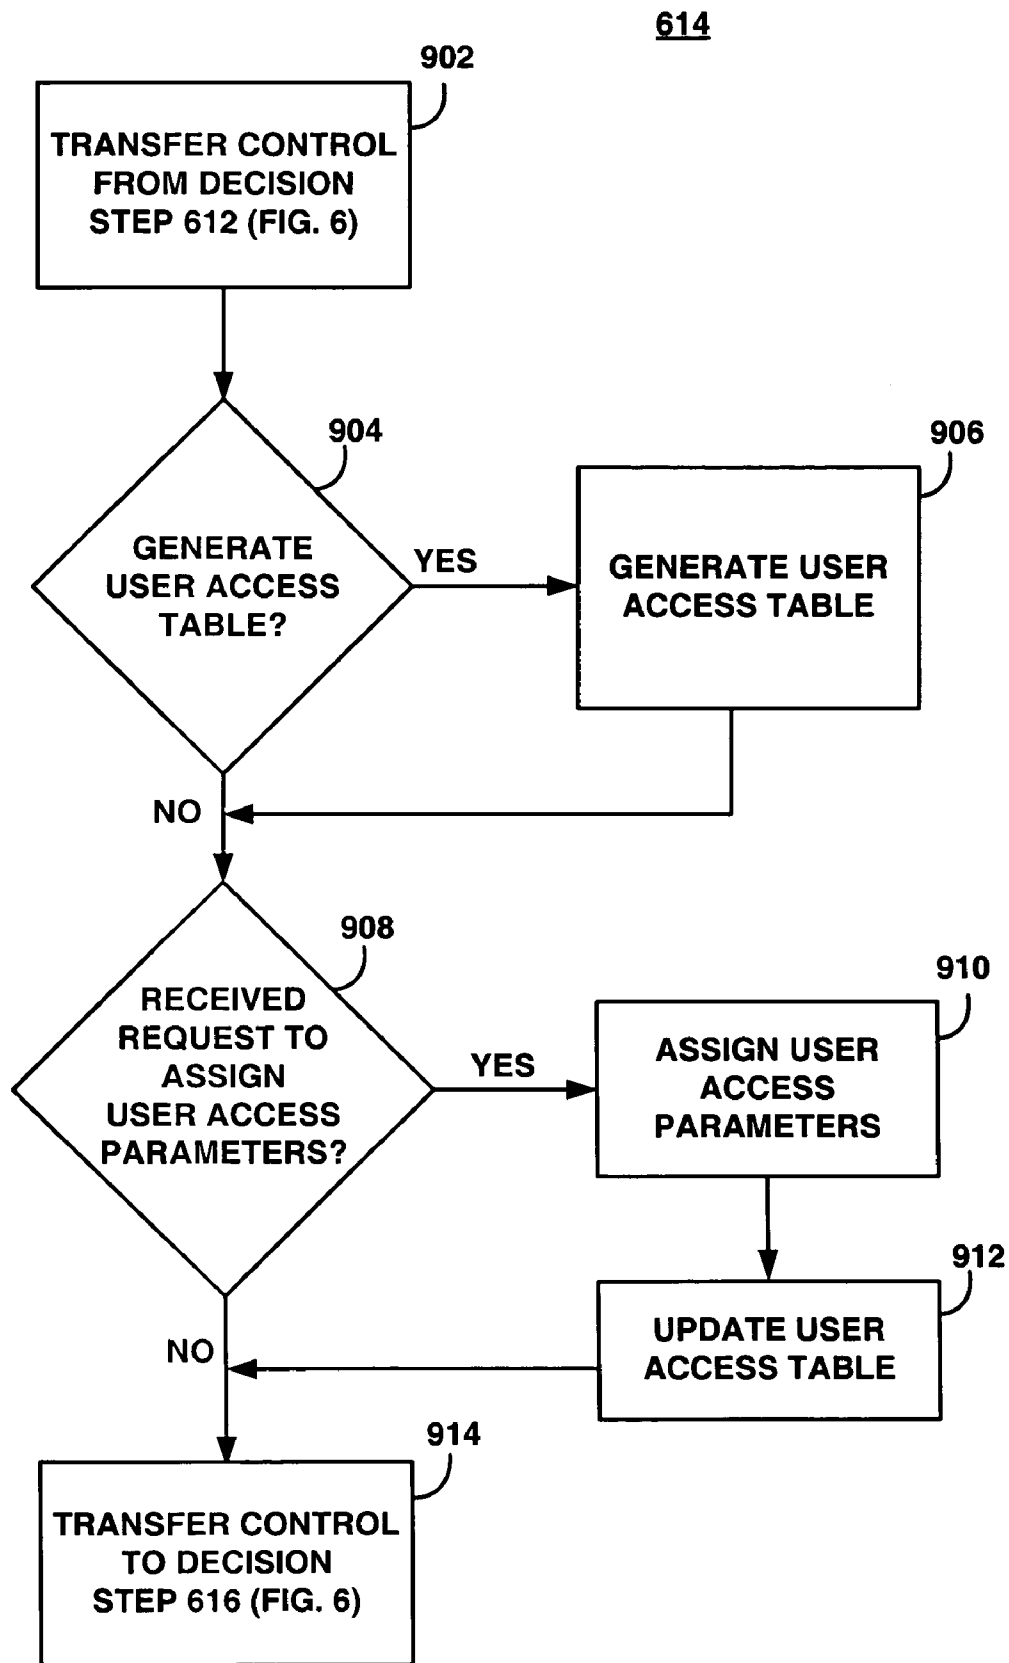 614
902
TRANSFER CONTROL
FROM DECISION
STEP 612 (FIG. 6)
904
GENERATE
USER ACCESS
TABLE?
YES
906
GENERATE USER
ACCESS TABLE
NO
908
RECEIVED
REQUEST TO
ASSIGN
USER ACCESS
PARAMETERS?
YES
910
ASSIGN USER
ACCESS
PARAMETERS
912
UPDATE USER
ACCESS TABLE
NO
914
TRANSFER CONTROL
TO DECISION
STEP 616 (FIG. 6)